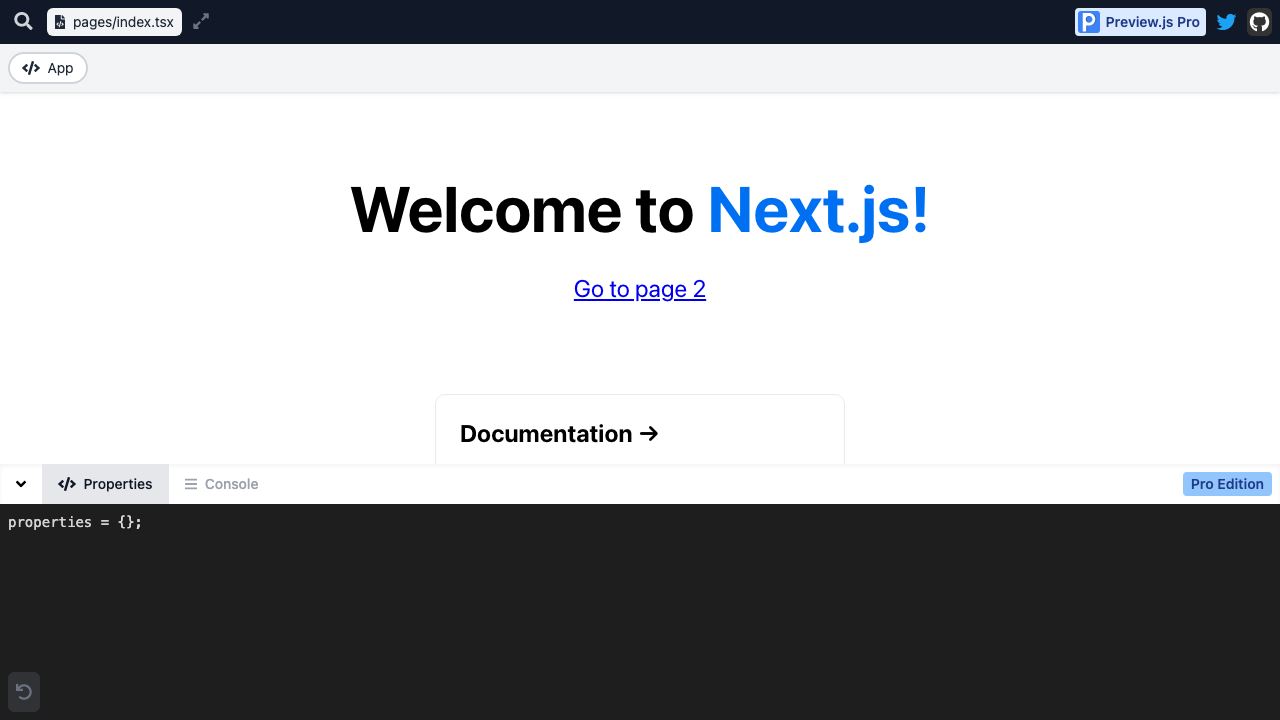 pages/index.tsx
Preview.js Pro
App
Welcome to Next.js!
Go to page 2
Documentation →
Properties
Console
Pro Edition
properties = {};